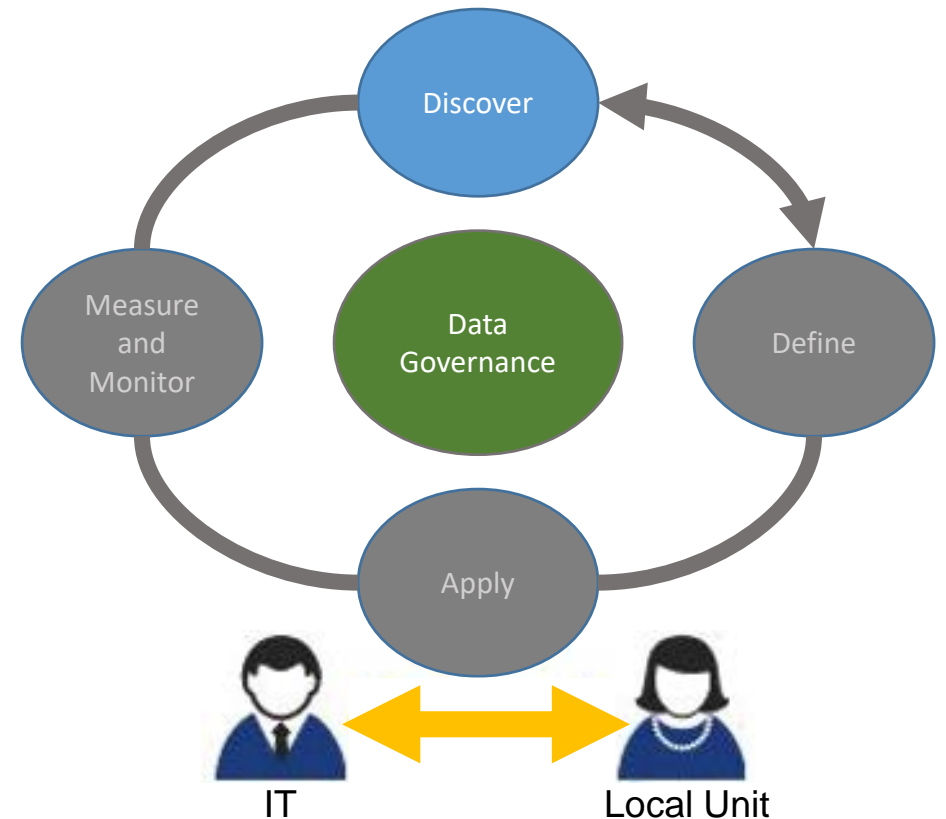 Discover
Measure
and
Monitor
Data
Governance
Define
Apply
IT
Local Unit